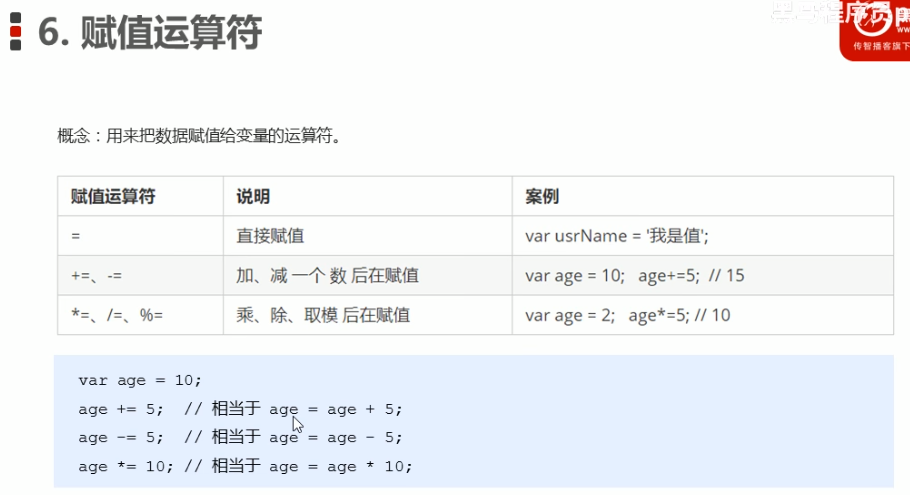 6. 赋值运算符
传智播客旗下
概念：用来把数据赋值给变量的运算符。
赋值运算符 说明 案例
= 直接赋值 var usrName = '我是值';
+=、-= 加、减 一个 数 后在赋值 var age = 10; age+=5; // 15
*=、/=、%= 乘、除、取模 后在赋值 var age = 2; age*=5; // 10
var age = 10;
age += 5; // 相当于 age = age + 5;
age -= 5; // 相当于 age = age - 5;
age *= 10; // 相当于 age = age * 10;